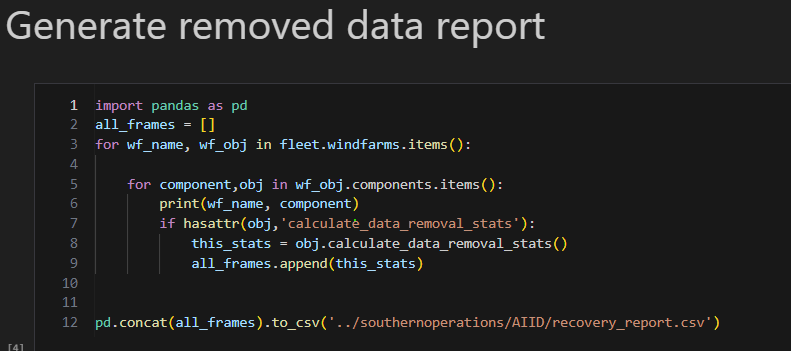 Generate removed data report
1 import pandas as pd
2 all_frames = []
3 for wf_name, wf_obj in fleet.windfarms.items():
4
5     for component,obj in wf_obj.components.items():
6         print(wf_name, component)
7         if hasattr(obj,'calculate_data_removal_stats'):
8             this_stats = obj.calculate_data_removal_stats()
9             all_frames.append(this_stats)
10
11
12 pd.concat(all_frames).to_csv('../southernoperations/AIID/recovery_report.csv')
[4]